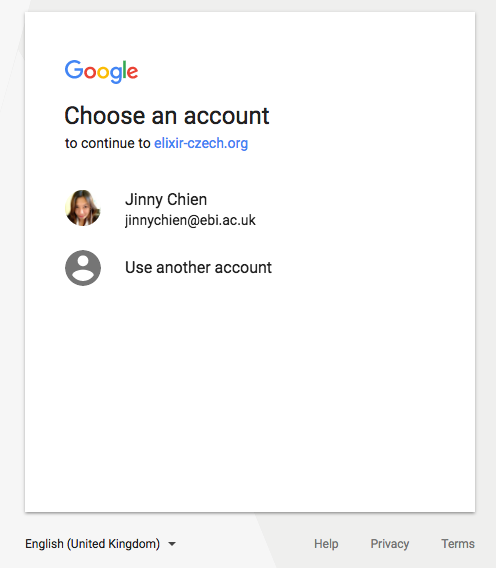 Google
Choose an account
to continue to elixir-czech.org
Jinny Chien
jinnychien@ebi.ac.uk
Use another account
English (United Kingdom)
Help Privacy Terms